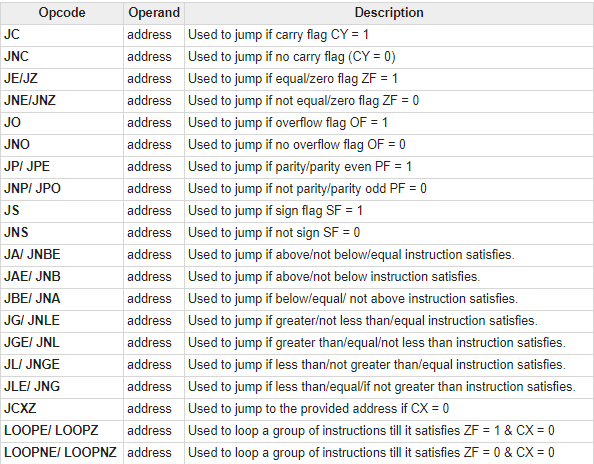 Opcode Operand Description
JC address Used to jump if carry flag CY = 1
JNC address Used to jump if no carry flag (CY = 0)
JE/JZ address Used to jump if equal/zero flag ZF = 1
JNE/JNZ address Used to jump if not equal/zero flag ZF = 0
JO address Used to jump if overflow flag OF = 1
JNO address Used to jump if no overflow flag OF = 0
JP/ JPE address Used to jump if parity/parity even PF = 1
JNP/ JPO address Used to jump if not parity/parity odd PF = 0
JS address Used to jump if sign flag SF = 1
JNS address Used to jump if not sign SF = 0
JA/ JNBE address Used to jump if above/not below/equal instruction satisfies.
JAE/ JNB address Used to jump if above/not below instruction satisfies.
JBE/ JNA address Used to jump if below/equal/ not above instruction satisfies.
JG/ JNLE address Used to jump if greater/not less than/equal instruction satisfies.
JGE/ JNL address Used to jump if greater than/equal/not less than instruction satisfies.
JL/ JNGE address Used to jump if less than/not greater than/equal instruction satisfies.
JLE/ JNG address Used to jump if less than/equal/if not greater than instruction satisfies.
JCXZ address Used to jump to the provided address if CX = 0
LOOPE/ LOOPZ address Used to loop a group of instructions till it satisfies ZF = 1 & CX = 0
LOOPNE/ LOOPNZ address Used to loop a group of instructions till it satisfies ZF = 0 & CX = 0